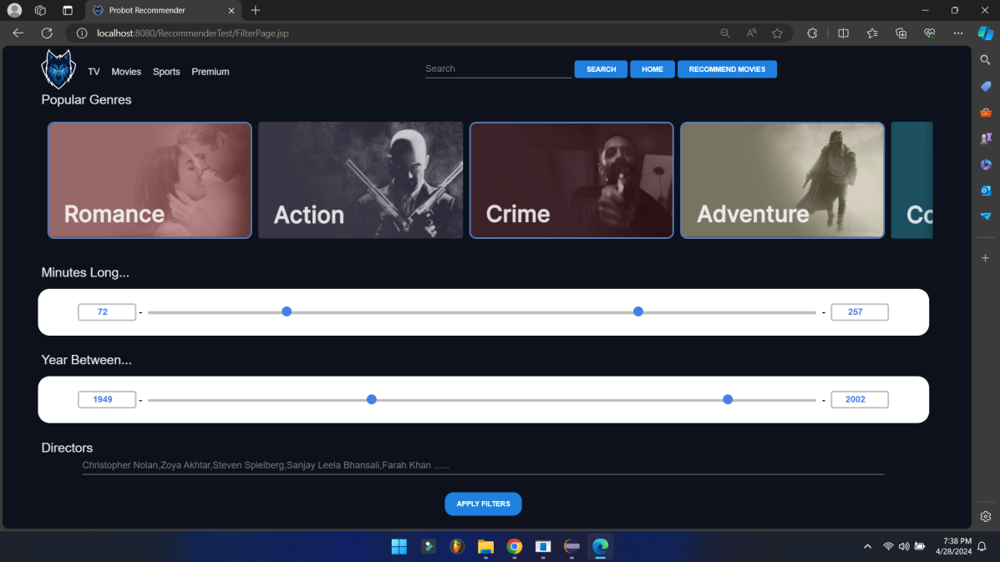 Probot Recommender
localhost:8080/RecommenderTest/FilterPage.jsp
TV Movies Sports Premium Search SEARCH HOME RECOMMEND MOVIES
Popular Genres
Romance Action Crime Adventure Co
Minutes Long...
72 - - 257
Year Between...
1949 - - 2002
Directors
Christopher Nolan,Zoya Akhtar,Steven Spielberg,Sanjay Leela Bhansali,Farah Khan ......
APPLY FILTERS
7:38 PM
4/28/2024